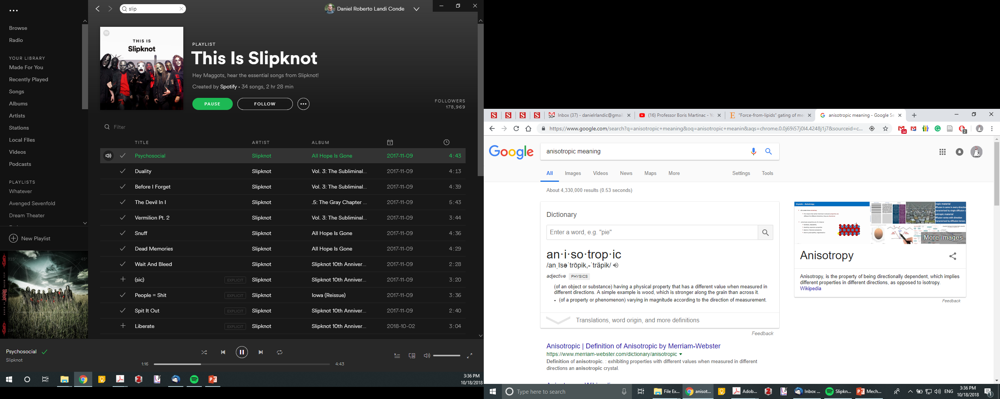 slip
Daniel Roberto Landi Conde
Browse
Radio
YOUR LIBRARY
Made For You
Recently Played
Songs
Albums
Artists
Stations
Local Files
Videos
Podcasts
PLAYLISTS
Whatever
Avenged Sevenfold
Dream Theater
New Playlist
THIS IS
Slipknot
PLAYLIST
This Is Slipknot
Hey Maggots, hear the essential songs from Slipknot!
Created by Spotify • 34 songs, 2 hr 28 min
PAUSE FOLLOW
FOLLOWERS
178,969
Filter
TITLE ARTIST ALBUM
Psychosocial Slipknot All Hope Is Gone 2017-11-09 4:43
Duality Slipknot Vol. 3: The Subliminal... 2017-11-09 4:13
Before I Forget Slipknot Vol. 3: The Subliminal... 2017-11-09 4:39
The Devil In I Slipknot .5: The Gray Chapter ... 2017-11-09 5:43
Vermilion Pt. 2 Slipknot Vol. 3: The Subliminal... 2017-11-09 3:44
Snuff Slipknot All Hope Is Gone 2017-11-09 4:36
Dead Memories Slipknot All Hope Is Gone 2017-11-09 4:29
Wait And Bleed Slipknot Slipknot 10th Anniver... 2017-11-09 2:28
(sic) EXPLICIT Slipknot Slipknot 10th Anniver... 2017-11-09 3:20
People = Shit EXPLICIT Slipknot Iowa (Reissue) 2017-11-09 3:36
Spit It Out EXPLICIT Slipknot Slipknot 10th Anniver... 2017-11-09 2:40
Liberate EXPLICIT Slipknot Slipknot 10th Anniver... 2018-10-02 3:04
315° 45°
225°
Psychosocial
Slipknot
1:16 4:43
3:36 PM
10/18/2018
Inbox (37) - danielrlandic@gmail. (16) Professor Boris Martinac - Yo "Force-from-lipids" gating of me anisotropic meaning - Google Se
https://www.google.com/search?q=anisotropic+meaning&oq=anisotropic+meanin&aqs=chrome.0.0j69i57j0l4.4248j1j7&sourceid=c...
34 2
Google anisotropic meaning
All Images Videos News Maps More Settings Tools
About 4,330,000 results (0.53 seconds)
Dictionary
Enter a word, e.g. "pie"
an·i·so·trop·ic
/anˌīsəˈtrōpik,-ˈträpik/
adjective PHYSICS
(of an object or substance) having a physical property that has a different value when measured in
different directions. A simple example is wood, which is stronger along the grain than across it.
• (of a property or phenomenon) varying in magnitude according to the direction of measurement.
Translations, word origin, and more definitions
Feedback
Anisotropic | Definition of Anisotropic by Merriam-Webster
https://www.merriam-webster.com/dictionary/anisotropic
Definition of anisotropic. : exhibiting properties with different values when measured in different
directions an anisotropic crystal.
Crystals – Anisotropy
More images
Anisotropy
Anisotropy, is the property of being directionally dependent, which implies
different properties in different directions, as opposed to isotropy.
Wikipedia
Feedback
Type here to search
File Ex... anisot... Adob... Inbox ... Slipkn... Mech...
ENG
3:36 PM
10/18/2018
1